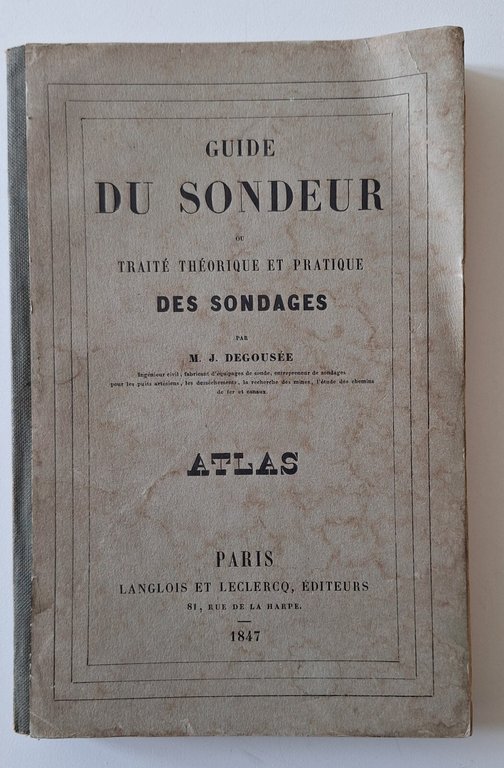 GUIDE
DU SONDEUR
OU
TRAITÉ THÉORIQUE ET PRATIQUE
DES SONDAGES
PAR
M. J. DEGOUSÉE
Ingénieur civil, fabricant d'équipages de sonde, entrepreneur de sondages
pour les puits artésiens, les dessèchements, la recherche des mines, l'étude des chemins
de fer et canaux.
ATLAS
PARIS
LANGLOIS ET LECLERCQ, ÉDITEURS
81, RUE DE LA HARPE.
1847